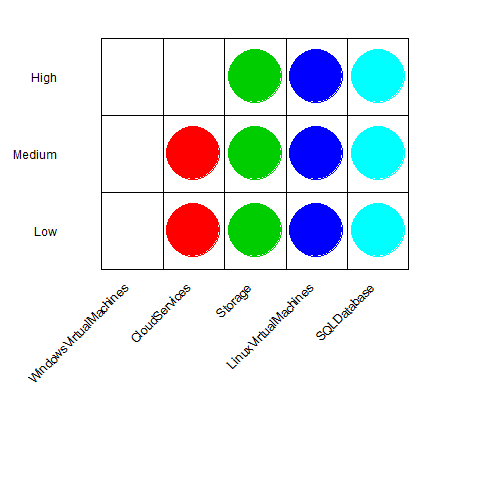 High
Medium
Low
WindowsVirtualMachines
CloudServices
Storage
LinuxVirtualMachines
SQLDatabase